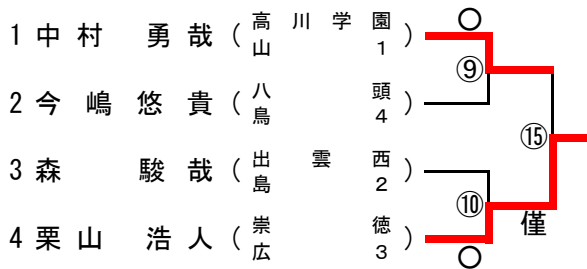 ○
1 中村 勇哉 (高川学園 山1)
⑨
2 今嶋悠貴 (八頭 鳥4)
⑮
3 森 駿哉 (出雲西 島2)
⑩
僅
4 栗山 浩人 (崇徳 広3)
○